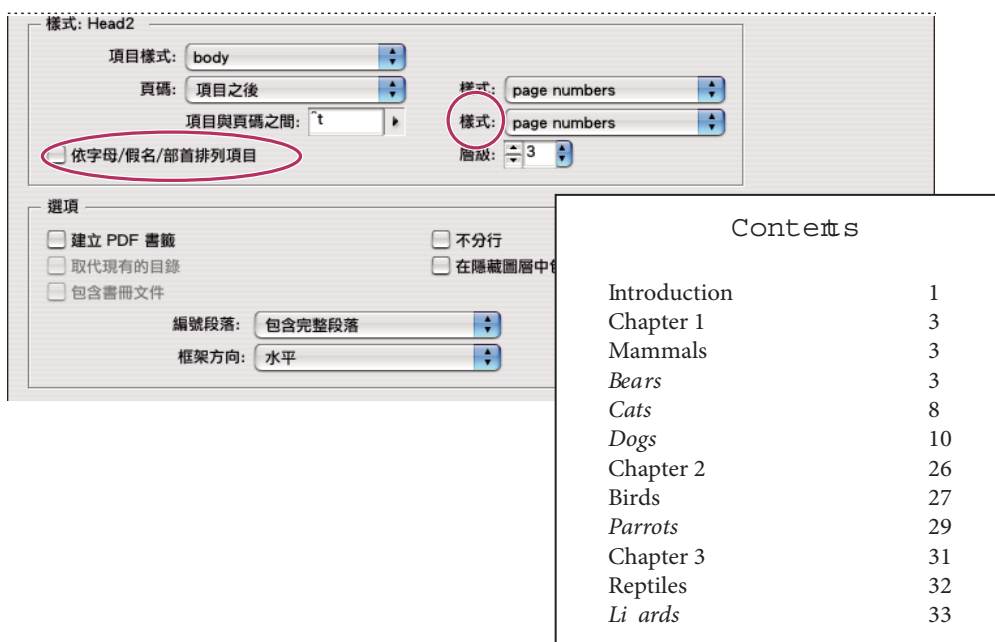 樣式: Head2
項目樣式: body
頁碼: 項目之後 樣式: page numbers
項目與頁碼之間: ^t 樣式: page numbers
依字母/假名/部首排列項目 層級: 3
選項
建立 PDF 書籤 不分行
取代現有的目錄 在隱藏圖層中
包含書冊文件
編號段落: 包含完整段落
框架方向: 水平
Contents
Introduction 1
Chapter 1 3
Mammals 3
Bears 3
Cats 8
Dogs 10
Chapter 2 26
Birds 27
Parrots 29
Chapter 3 31
Reptiles 32
Li ards 33